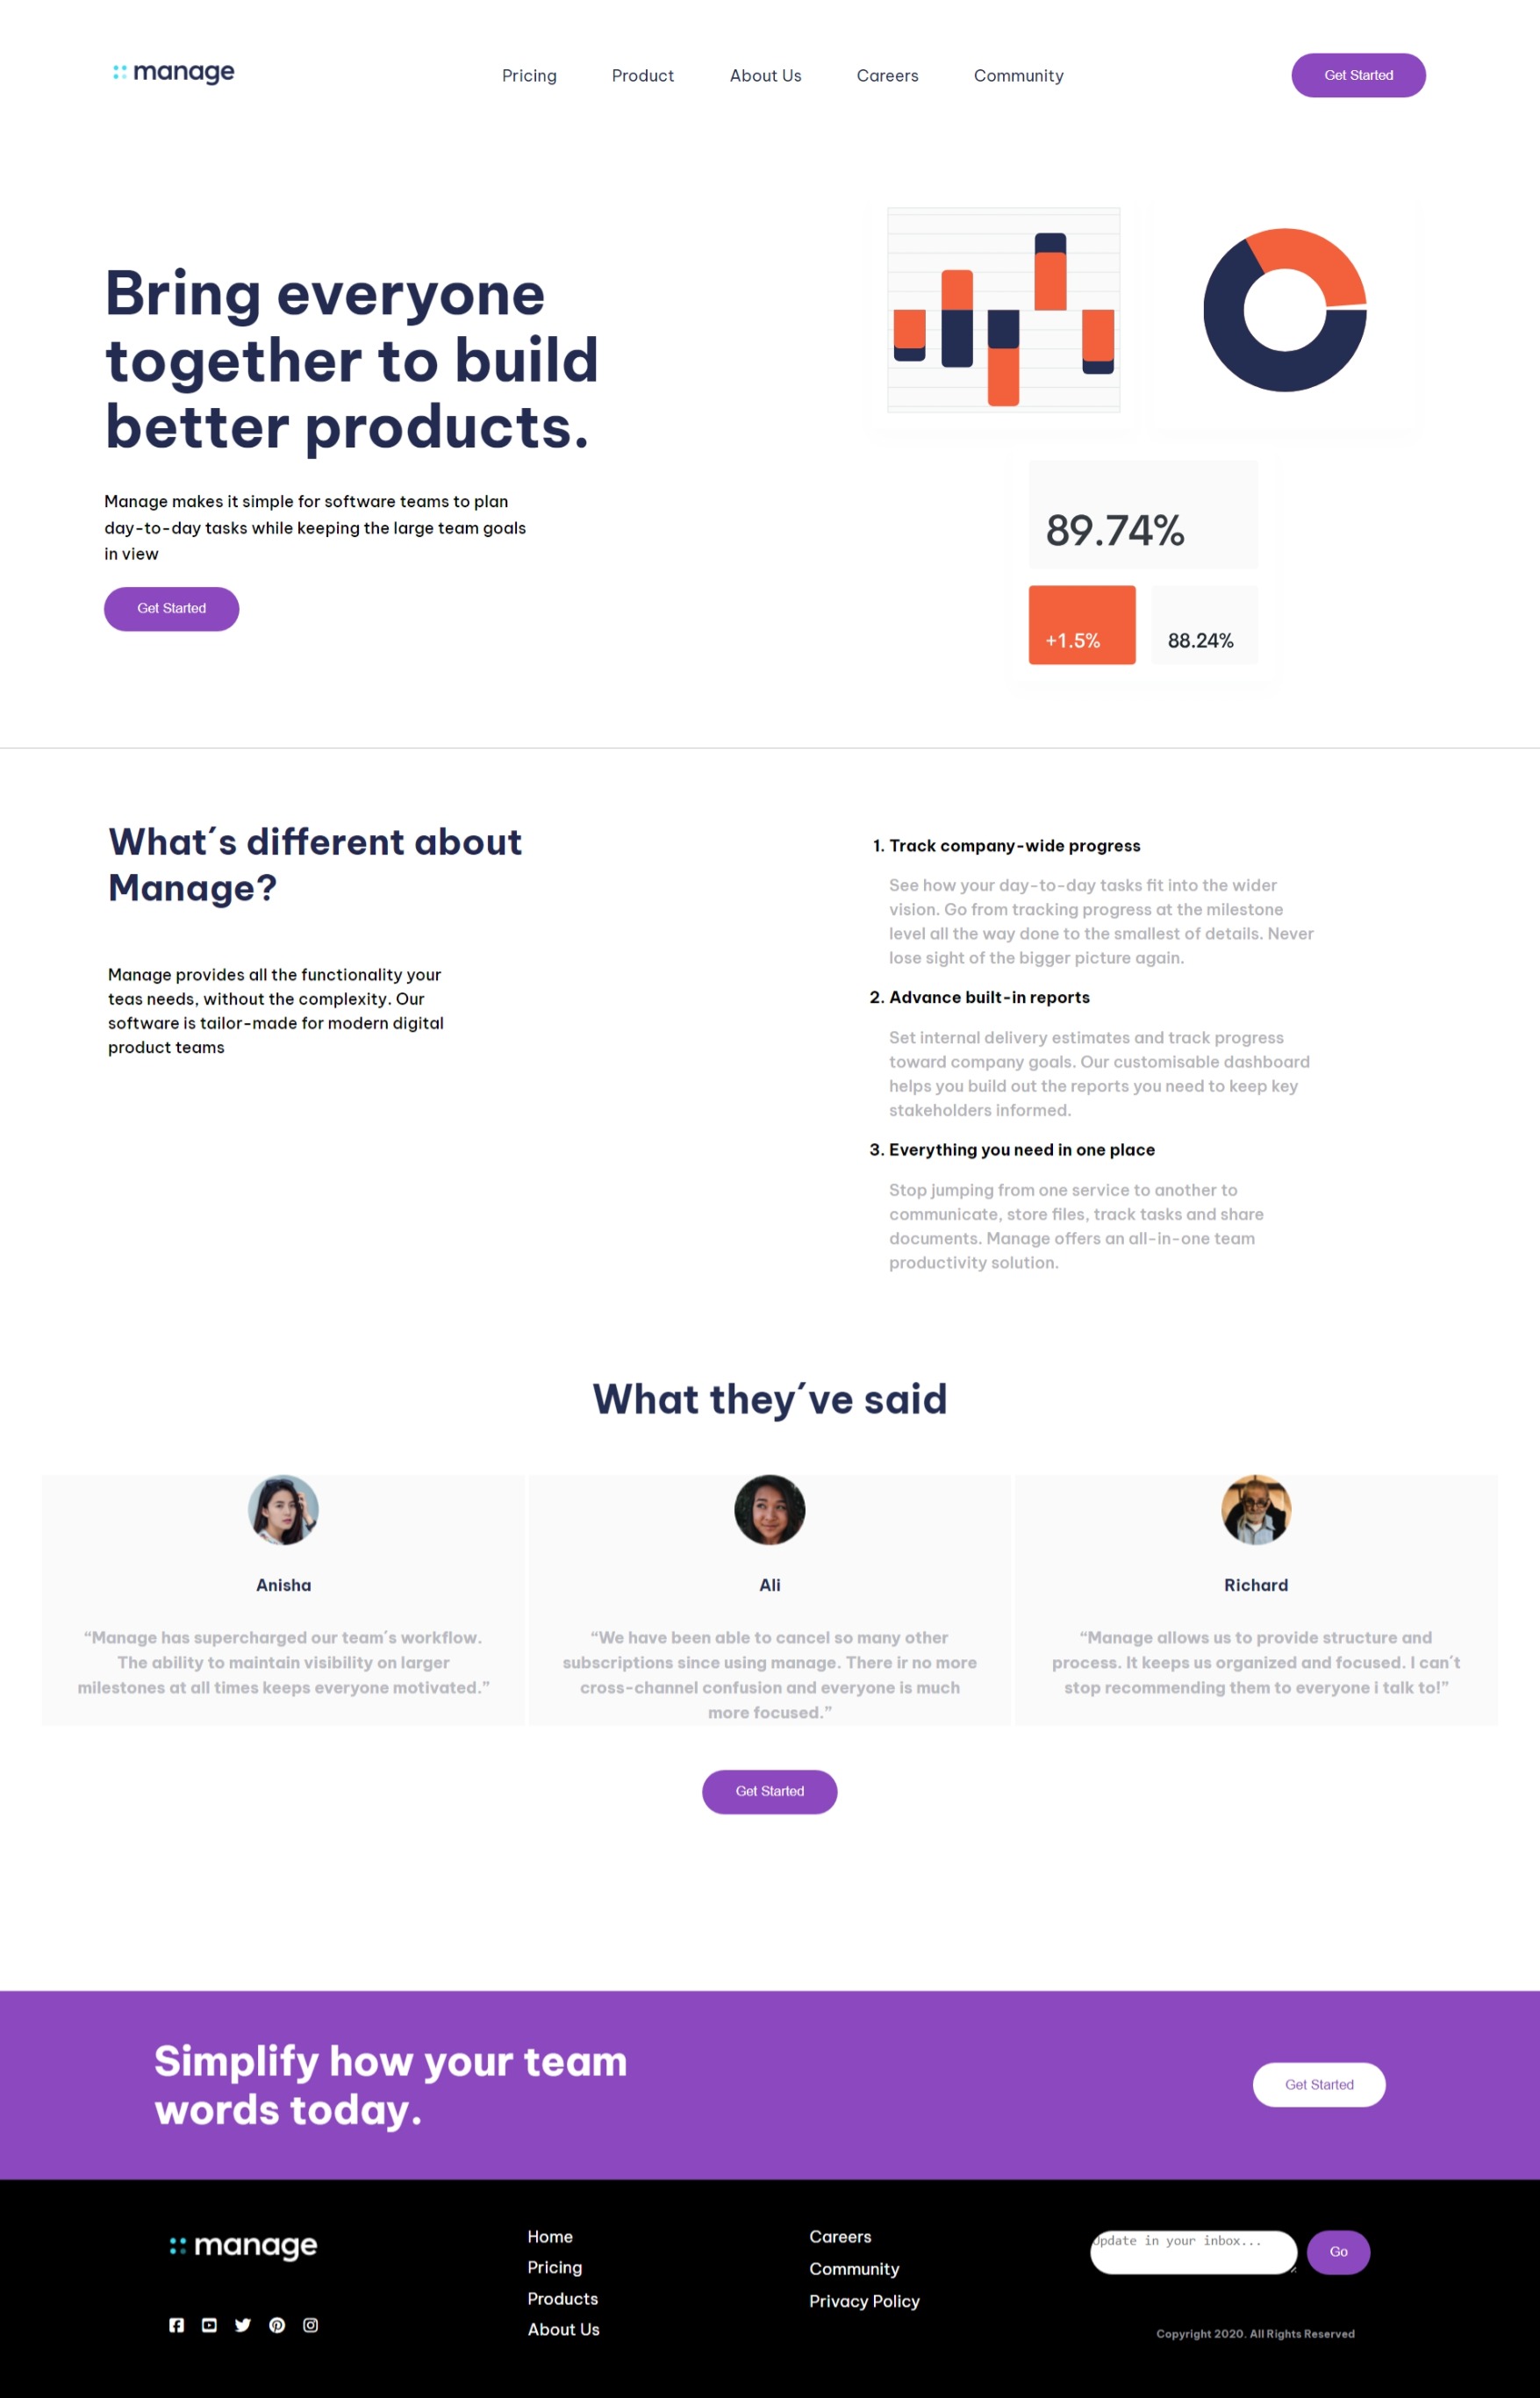 manage
Pricing
Product
About Us
Careers
Community
Get Started
Bring everyone
together to build
better products.
Manage makes it simple for software teams to plan
day-to-day tasks while keeping the large team goals
in view
Get Started
89.74%
+1.5%
88.24%
What´s different about
Manage?
Manage provides all the functionality your
teas needs, without the complexity. Our
software is tailor-made for modern digital
product teams
1. Track company-wide progress
See how your day-to-day tasks fit into the wider
vision. Go from tracking progress at the milestone
level all the way done to the smallest of details. Never
lose sight of the bigger picture again.
2. Advance built-in reports
Set internal delivery estimates and track progress
toward company goals. Our customisable dashboard
helps you build out the reports you need to keep key
stakeholders informed.
3. Everything you need in one place
Stop jumping from one service to another to
communicate, store files, track tasks and share
documents. Manage offers an all-in-one team
productivity solution.
What they´ve said
Anisha
“Manage has supercharged our team´s workflow.
The ability to maintain visibility on larger
milestones at all times keeps everyone motivated.”
Ali
“We have been able to cancel so many other
subscriptions since using manage. There ir no more
cross-channel confusion and everyone is much
more focused.”
Richard
“Manage allows us to provide structure and
process. It keeps us organized and focused. I can´t
stop recommending them to everyone i talk to!”
Get Started
Simplify how your team
words today.
Get Started
manage
Home
Pricing
Products
About Us
Careers
Community
Privacy Policy
Update in your inbox...
Go
Copyright 2020. All Rights Reserved